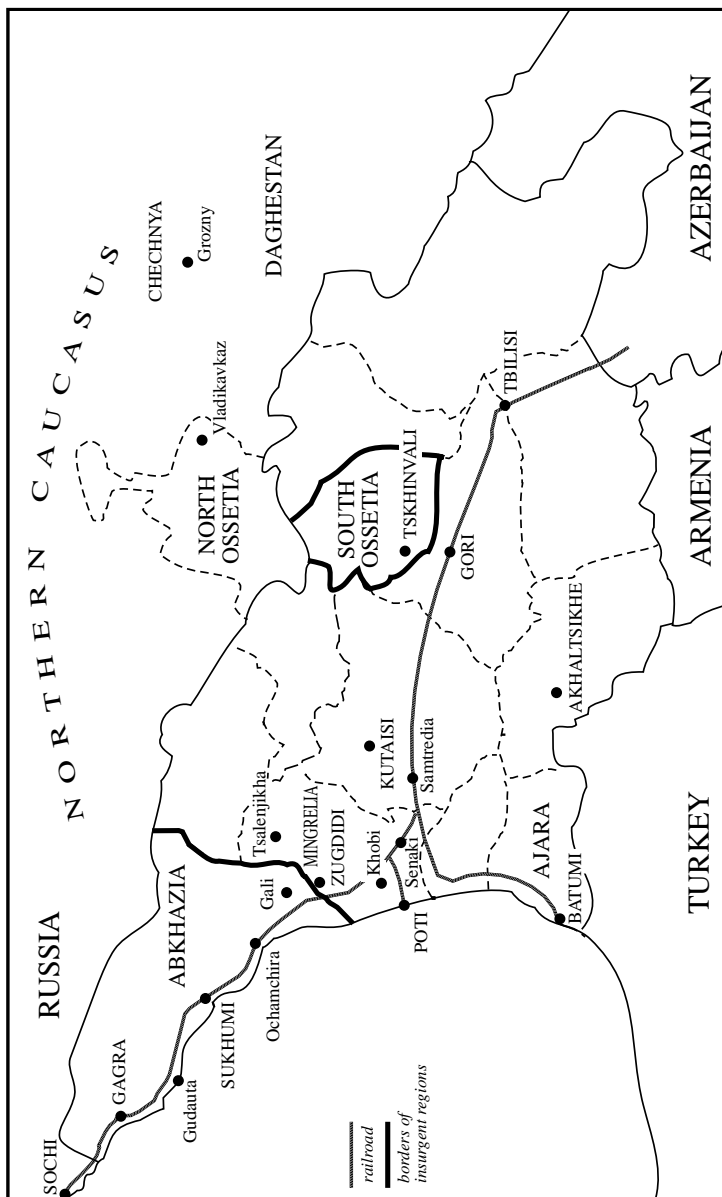 NORTHERN CAUCASUS
RUSSIA
SOCHI
GAGRA
Gudauta
ABKHAZIA
SUKHUMI
Ochamchira
Gali
Tsalenjikha
MINGRELIA
ZUGDIDI
Khobi
Senaki
POTI
KUTAISI
Samtredia
NORTH
OSSETIA
Vladikavkaz
CHECHNYA
Grozny
DAGHESTAN
SOUTH
OSSETIA
TSKHINVALI
GORI
TBILISI
AKHALTSIKHE
AJARA
BATUMI
TURKEY
ARMENIA
AZERBAIJAN
railroad
borders of
insurgent regions